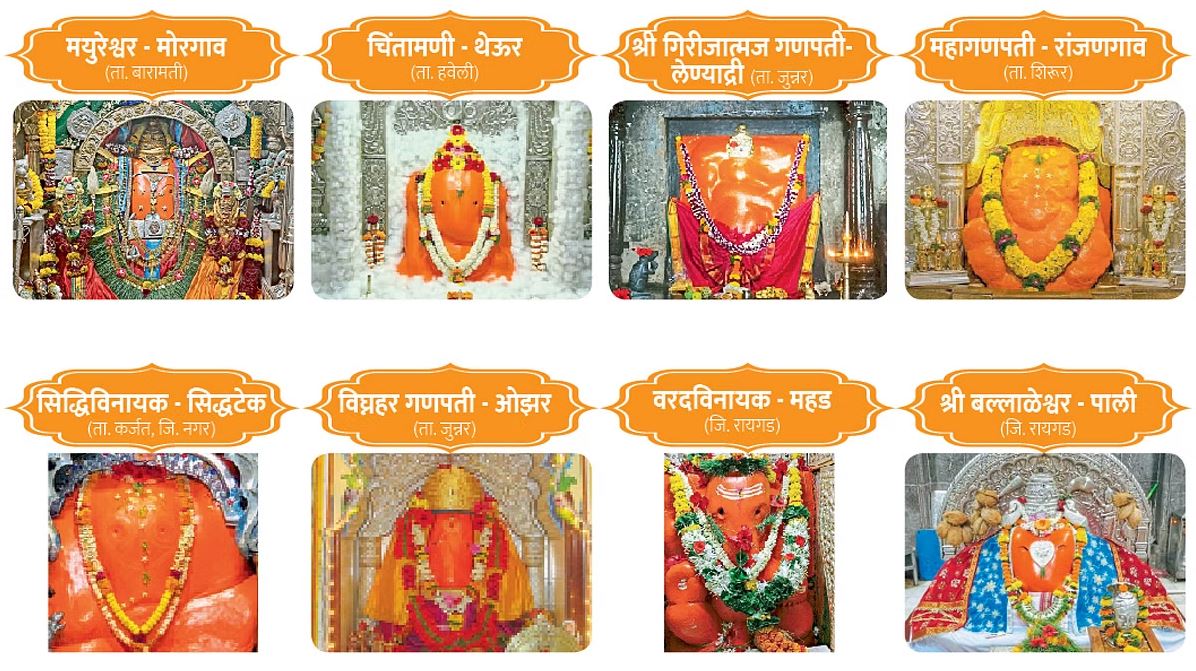 मयुरेश्वर - मोरगाव
(ता. बारामती)
चिंतामणी - थेऊर
(ता. हवेली)
श्री गिरीजात्मज गणपती-
लेण्याद्री (ता. जुन्नर)
महागणपती - रांजणगाव
(ता. शिरूर)
सिद्धिविनायक - सिद्धटेक
(ता. कर्जत, जि. नगर)
विघ्नहर गणपती - ओझर
(ता. जुन्नर)
वरदविनायक - महड
(जि. रायगड)
श्री बल्लाळेश्वर - पाली
(जि. रायगड)